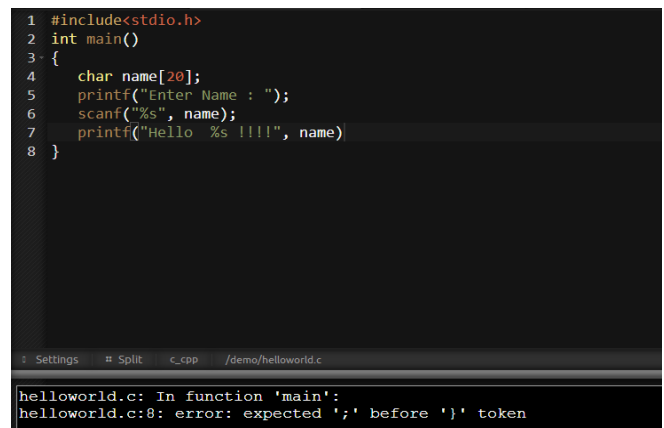 1 #include<stdio.h>
2 int main()
3 {
4 char name[20];
5 printf("Enter Name : ");
6 scanf("%s", name);
7 printf("Hello  %s !!!!", name)
8 }
Settings Split c_cpp /demo/helloworld.c
helloworld.c: In function 'main':
helloworld.c:8: error: expected ';' before '}' token